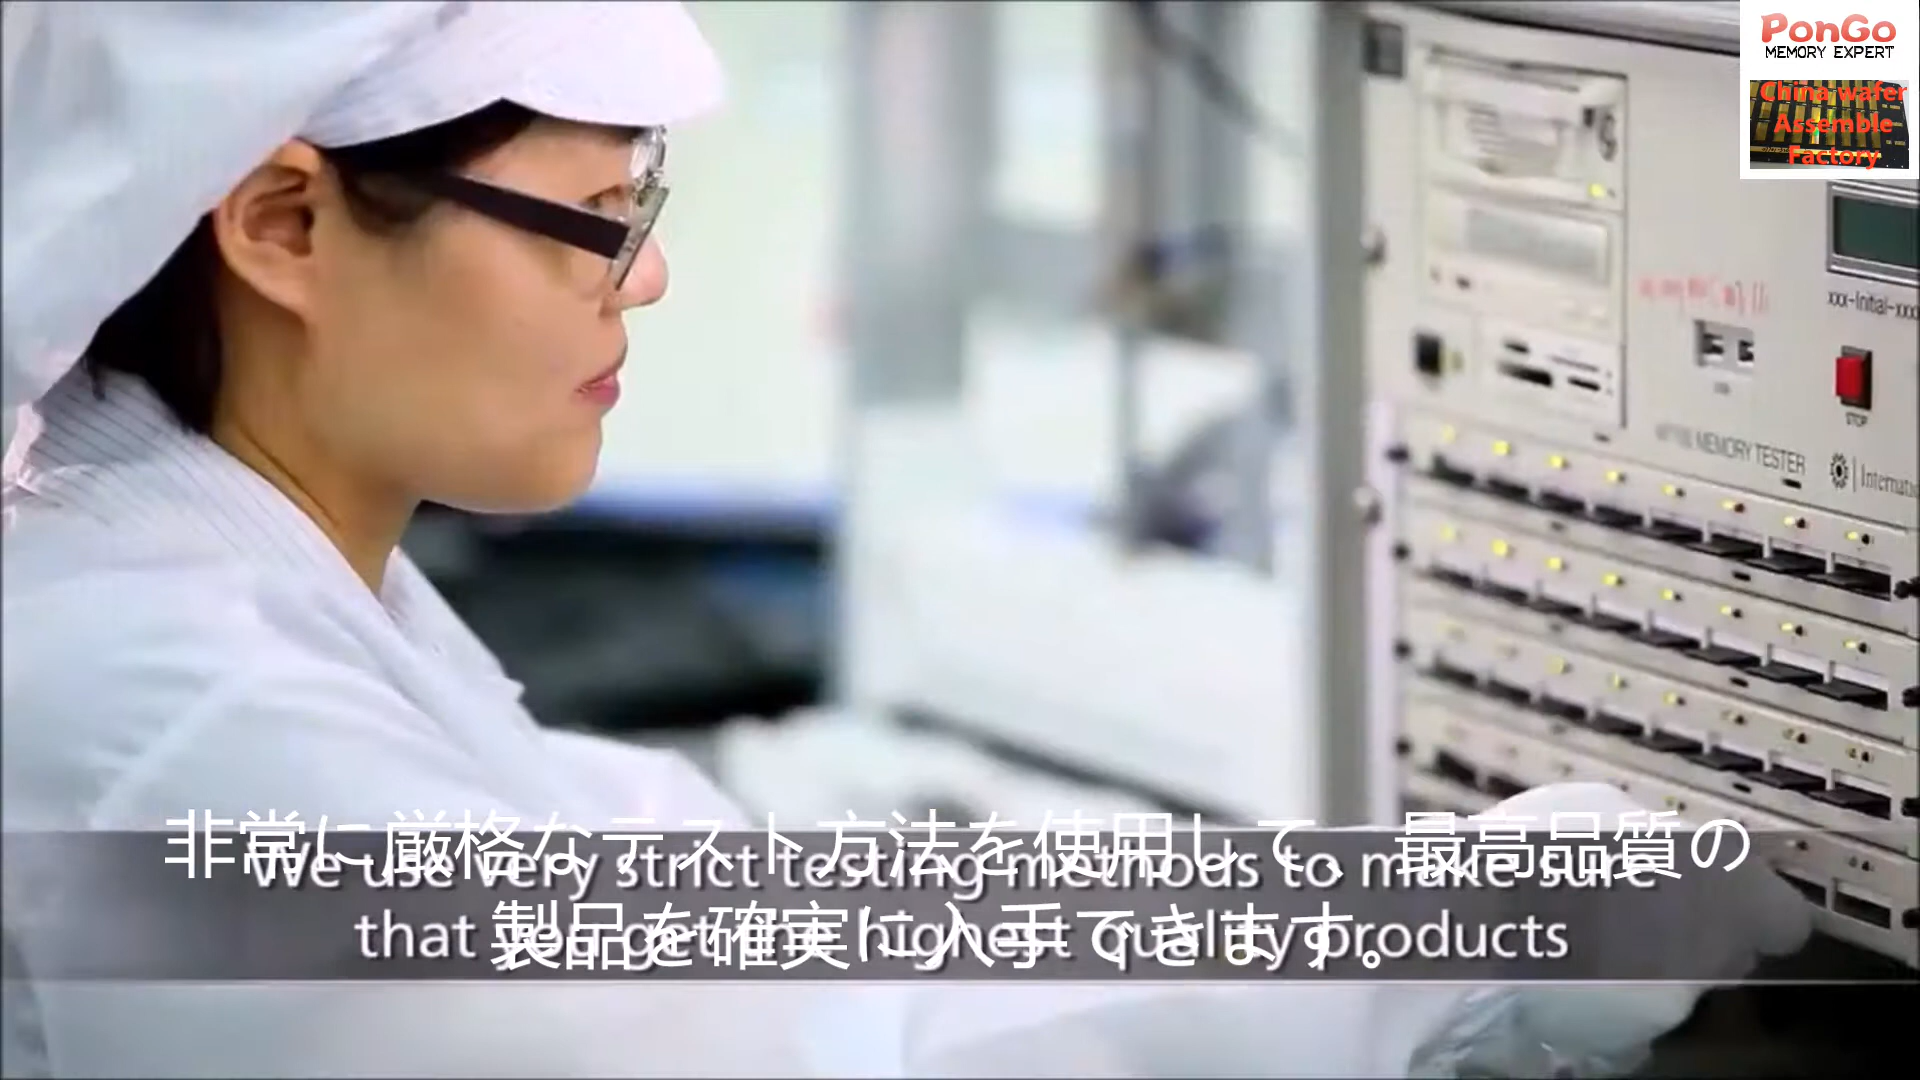 PonGo
MEMORY EXPERT
China wafer
Assemble
Factory
xxx-Initial-xxx
STOP
MEMORY TESTER
非常に厳格なテスト方法を使用して、最高品質の
製品を確実に入手できます。
We use very strict testing methods to make sure
that you get the highest quality products